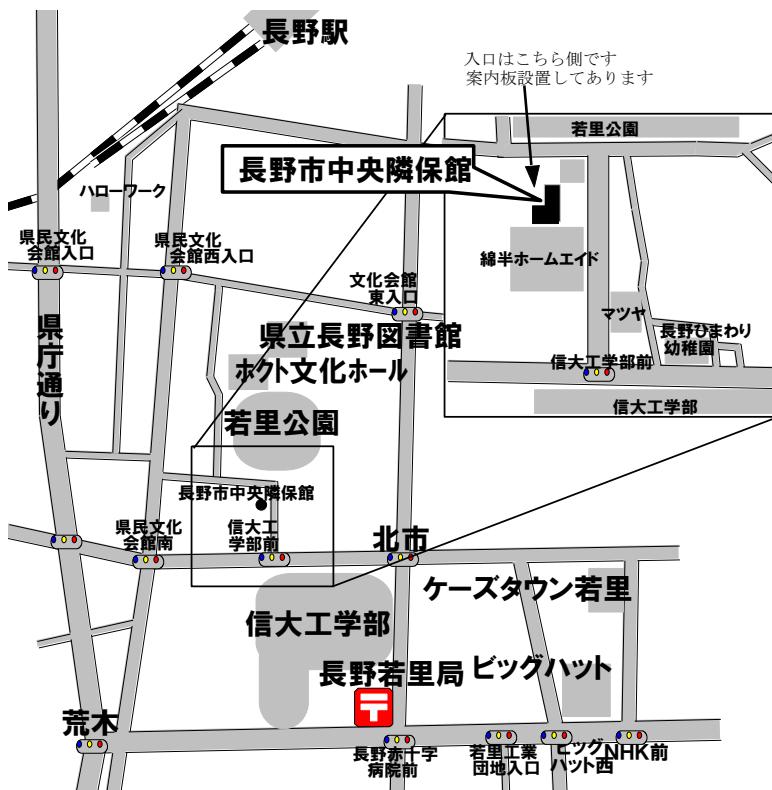 長野駅
入口はこちら側です
案内板設置してあります
若里公園
長野市中央隣保館
ハローワーク
県民文化
会館入口
県民文化
会館西入口
綿半ホームエイド
文化会館
東入口
マツヤ
長野ひまわり
幼稚園
県庁通り
県立長野図書館
ホクト文化ホール
信大工学部前
信大工学部
若里公園
長野市中央隣保館
県民文化
会館南
信大工
学部前
北市
ケーズタウン若里
信大工学部
長野若里局
ビッグハット
荒木
長野赤十字
病院前
若里工業
団地入口
ビッグ
ハット西
NHK前